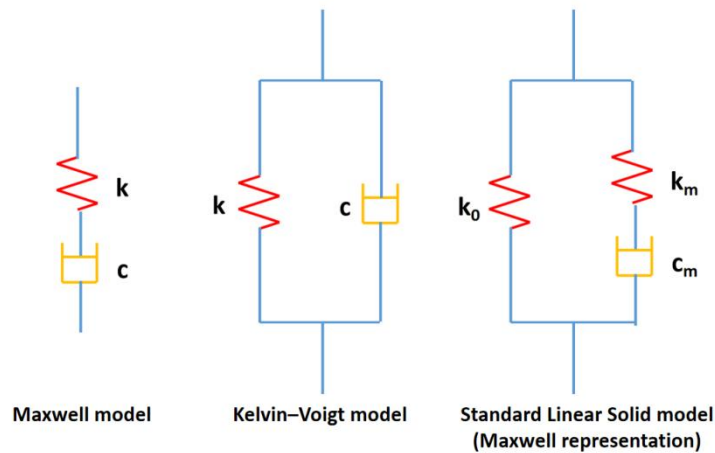 k
c
Maxwell model
k
c
Kelvin–Voigt model
k₀
kₘ
cₘ
Standard Linear Solid model
(Maxwell representation)